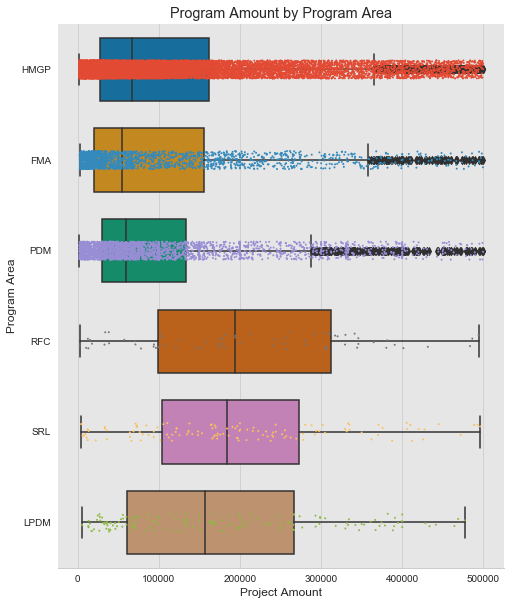 Program Amount by Program Area
HMGP
FMA
PDM
RFC
SRL
LPDM
Program Area
0 100000 200000 300000 400000 500000
Project Amount